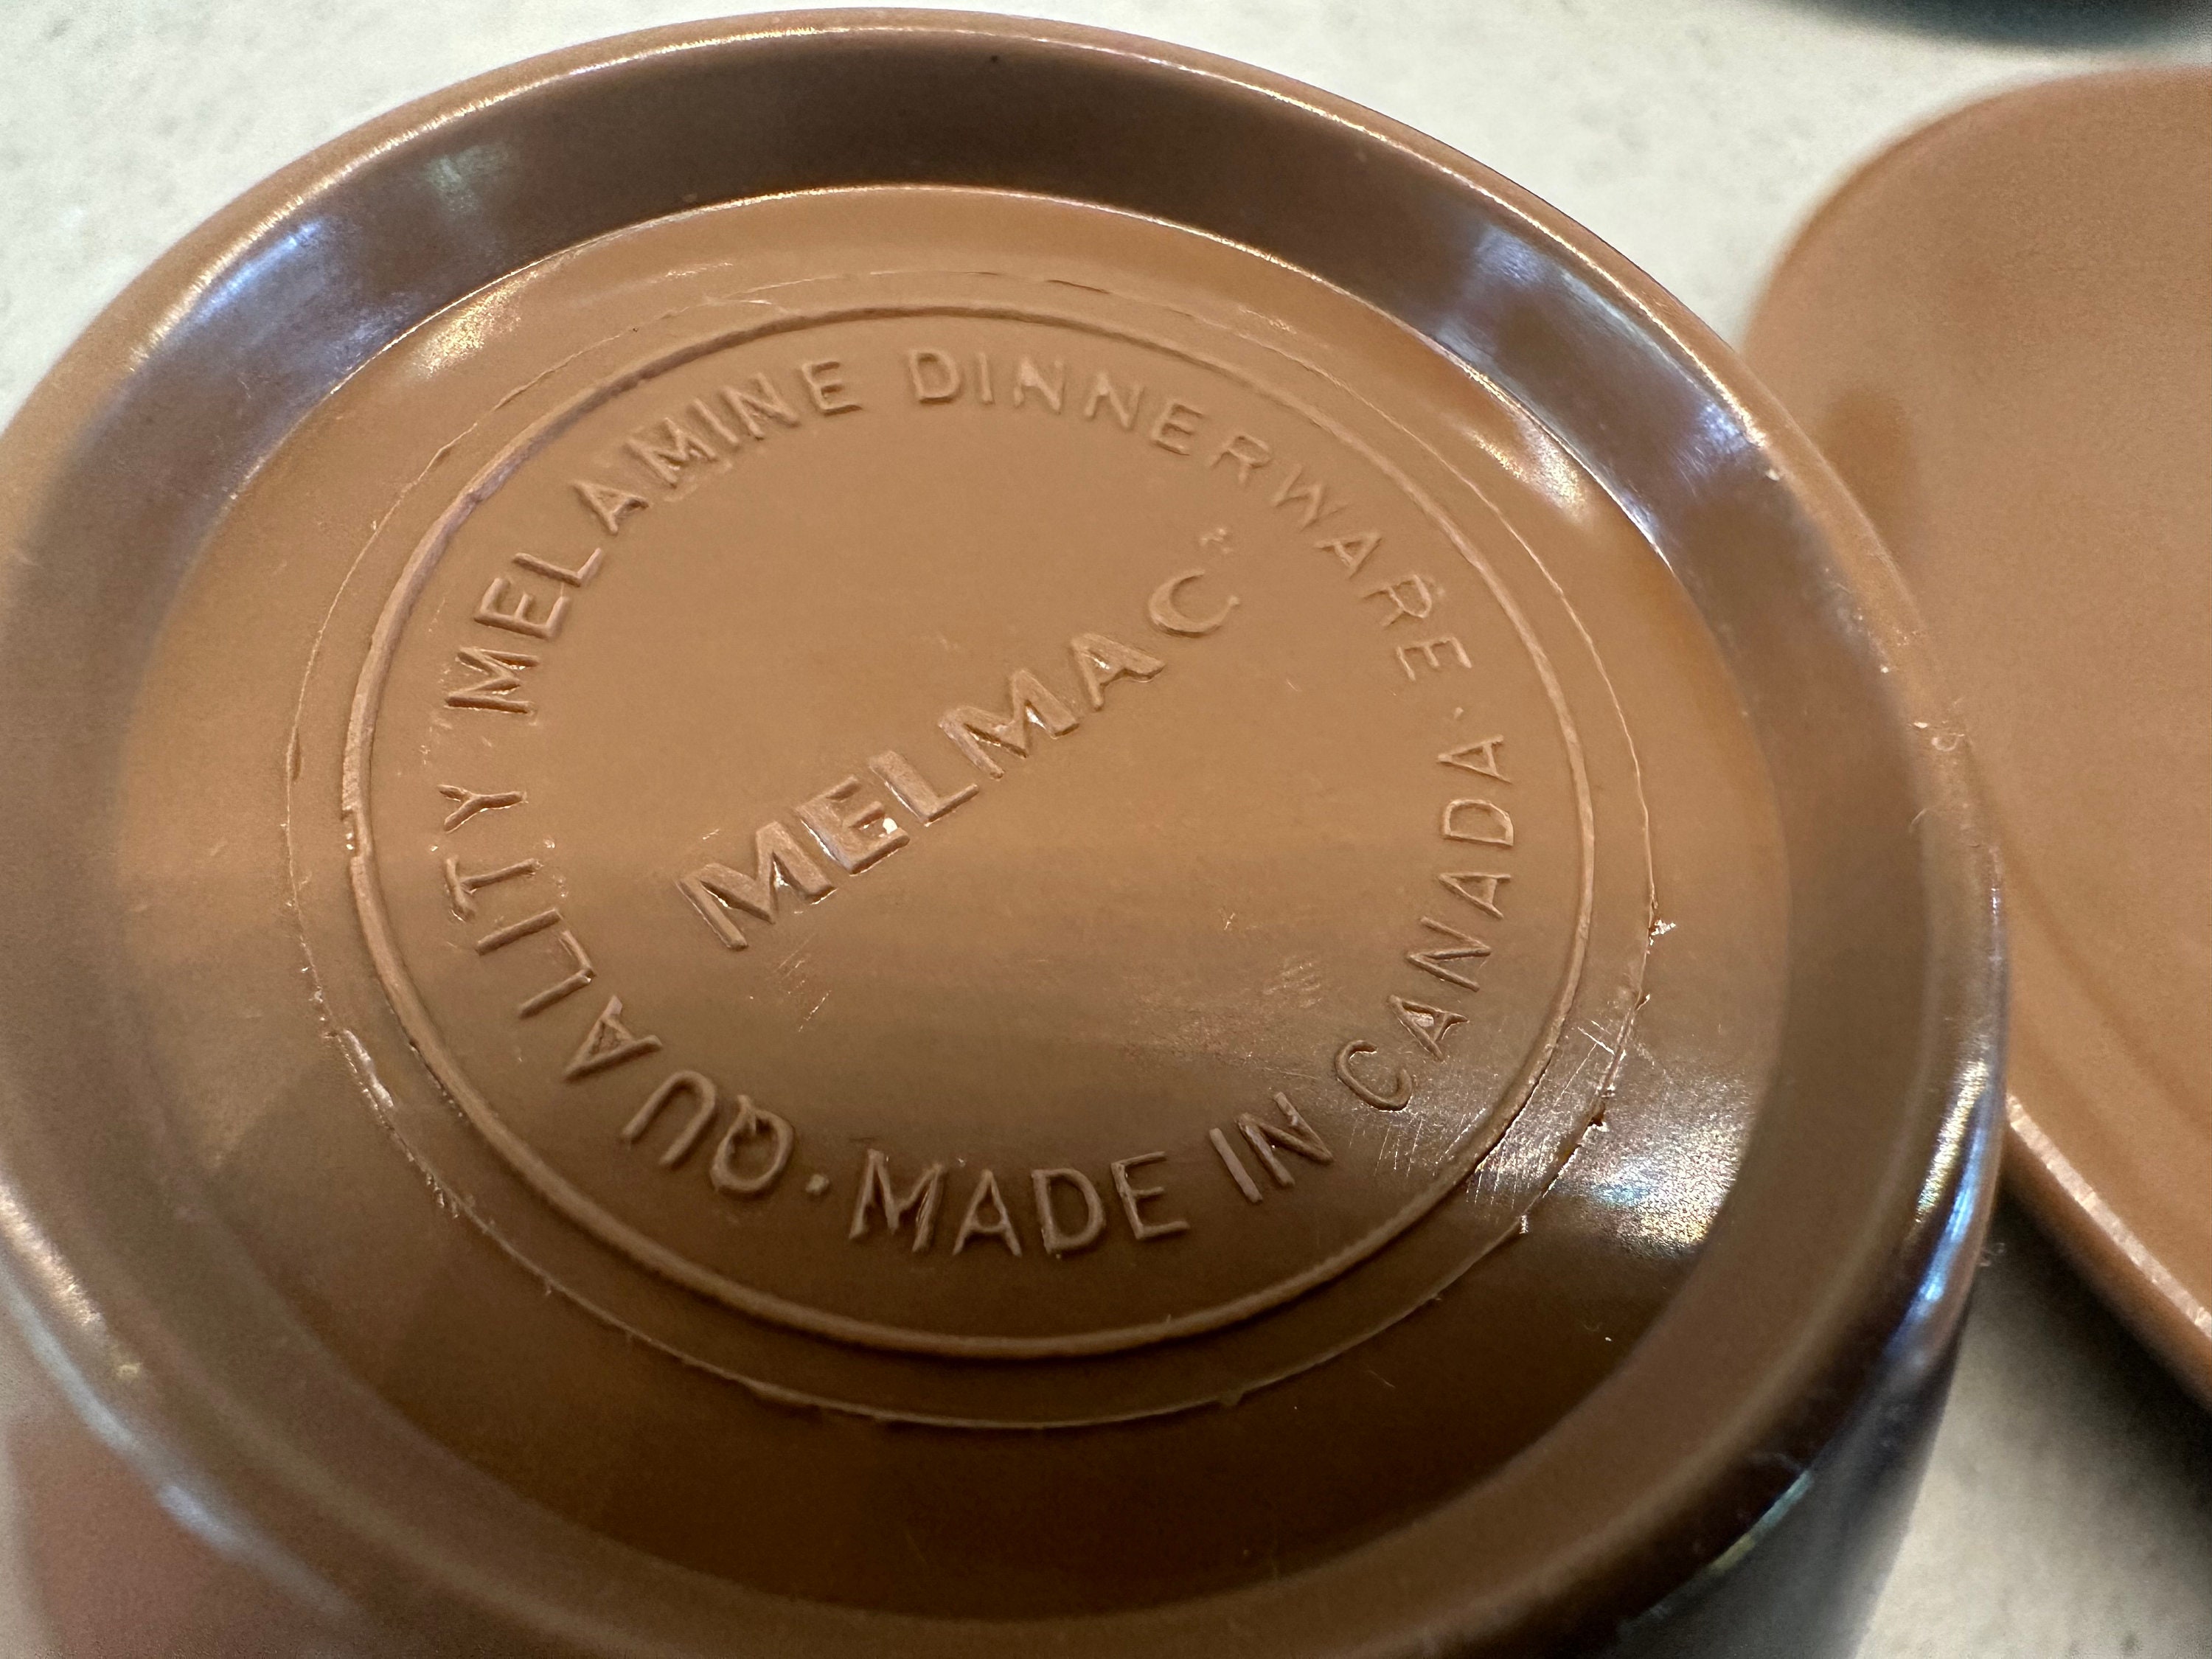 QUALITY MELAMINE DINNERWARE · MADE IN CANADA ·
MELMAC